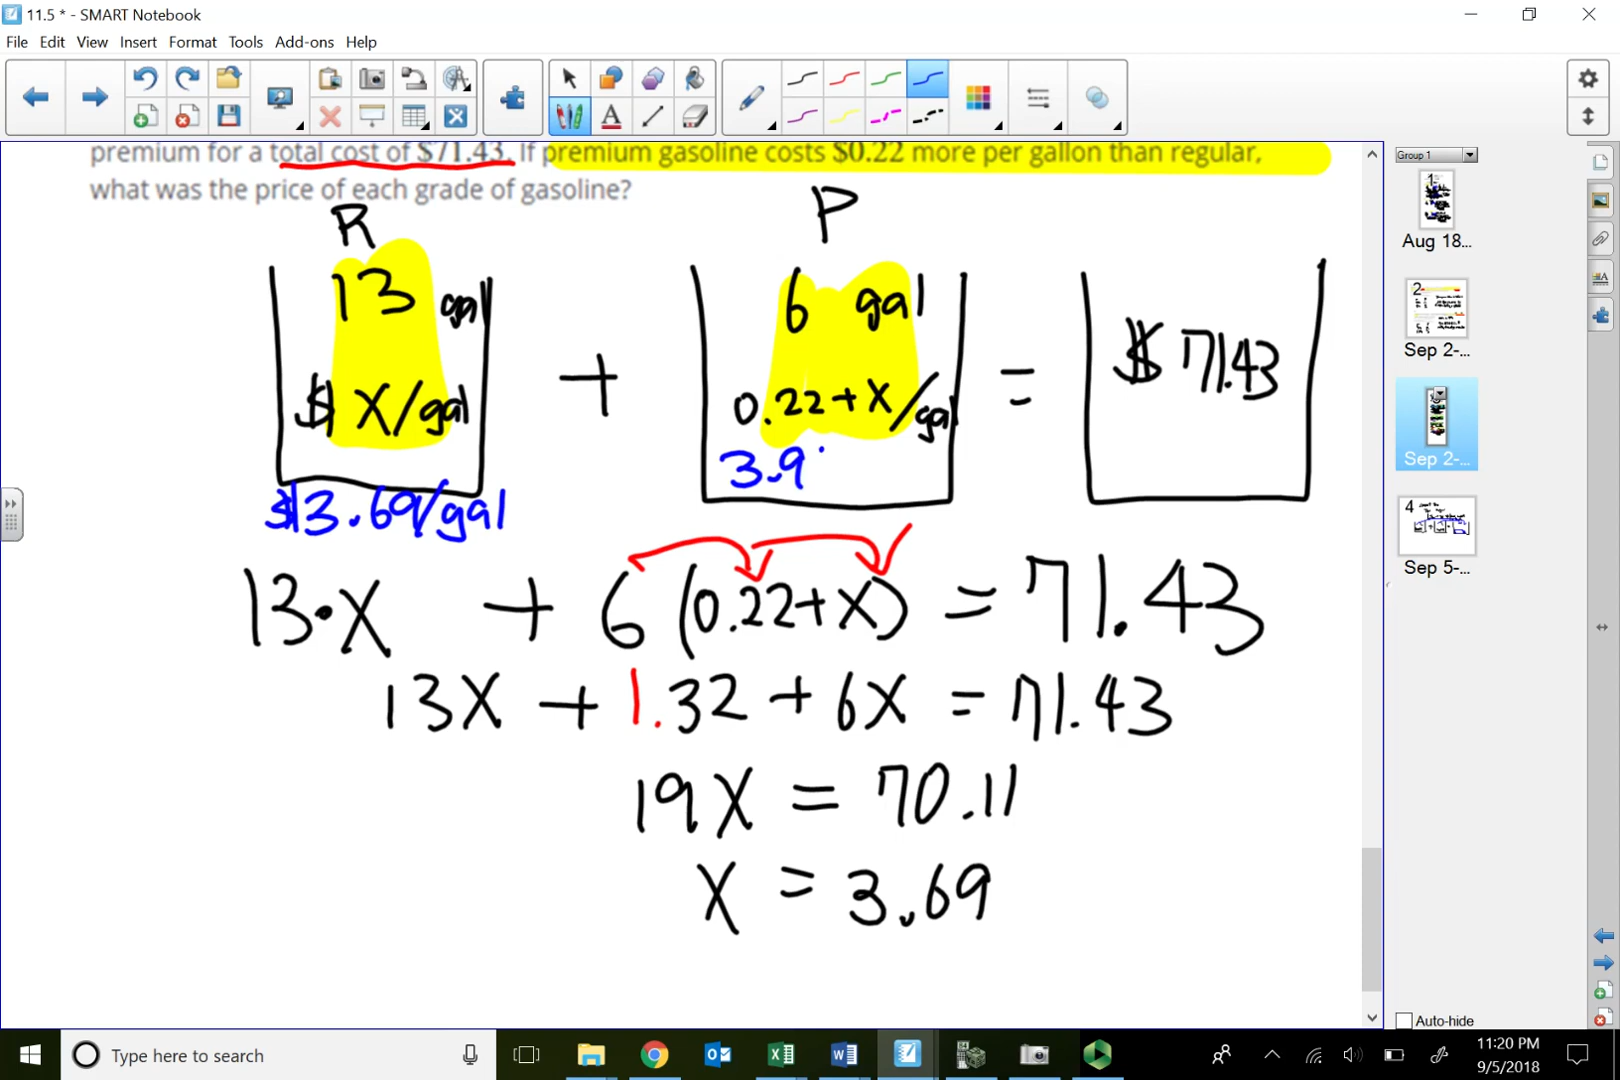 11.5 * - SMART Notebook
File Edit View Insert Format Tools Add-ons Help
premium for a total cost of $71.43. If premium gasoline costs $0.22 more per gallon than regular,
what was the price of each grade of gasoline?
R P
13 gal
$ X/gal
$3.69/gal
+
6 gal
0.22+X/gal
3.9
=
$ 71.43
13·X + 6 (0.22+X) = 71.43
13X + 1.32 + 6X = 71.43
19X = 70.11
X = 3.69
Group 1
1
Aug 18...
2
Sep 2-...
Sep 2-...
4
Sep 5-...
Auto-hide
Type here to search
11:20 PM
9/5/2018